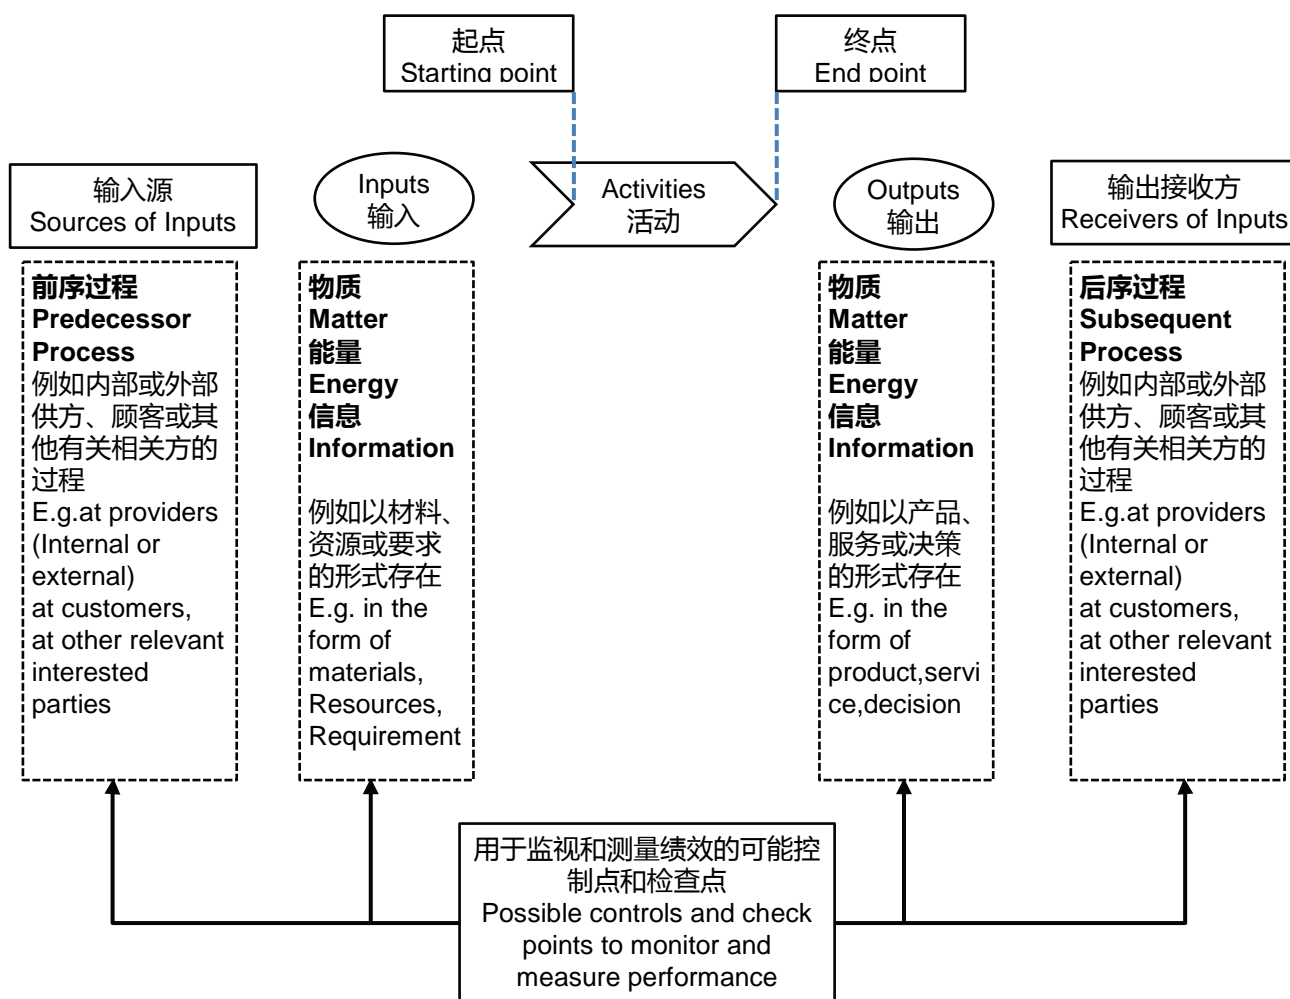 起点
Starting point
终点
End point
输入源
Sources of Inputs
Inputs
输入
Activities
活动
Outputs
输出
输出接收方
Receivers of Inputs
前序过程
Predecessor
Process
例如内部或外部
供方、顾客或其
他有关相关方的
过程
E.g.at providers
(Internal or
external)
at customers,
at other relevant
interested
parties
物质
Matter
能量
Energy
信息
Information
例如以材料、
资源或要求
的形式存在
E.g. in the
form of
materials,
Resources,
Requirement
物质
Matter
能量
Energy
信息
Information
例如以产品、
服务或决策
的形式存在
E.g. in the
form of
product,servi
ce,decision
后序过程
Subsequent
Process
例如内部或外部
供方、顾客或其
他有关相关方的
过程
E.g.at providers
(Internal or
external)
at customers,
at other relevant
interested
parties
用于监视和测量绩效的可能控
制点和检查点
Possible controls and check
points to monitor and
measure performance